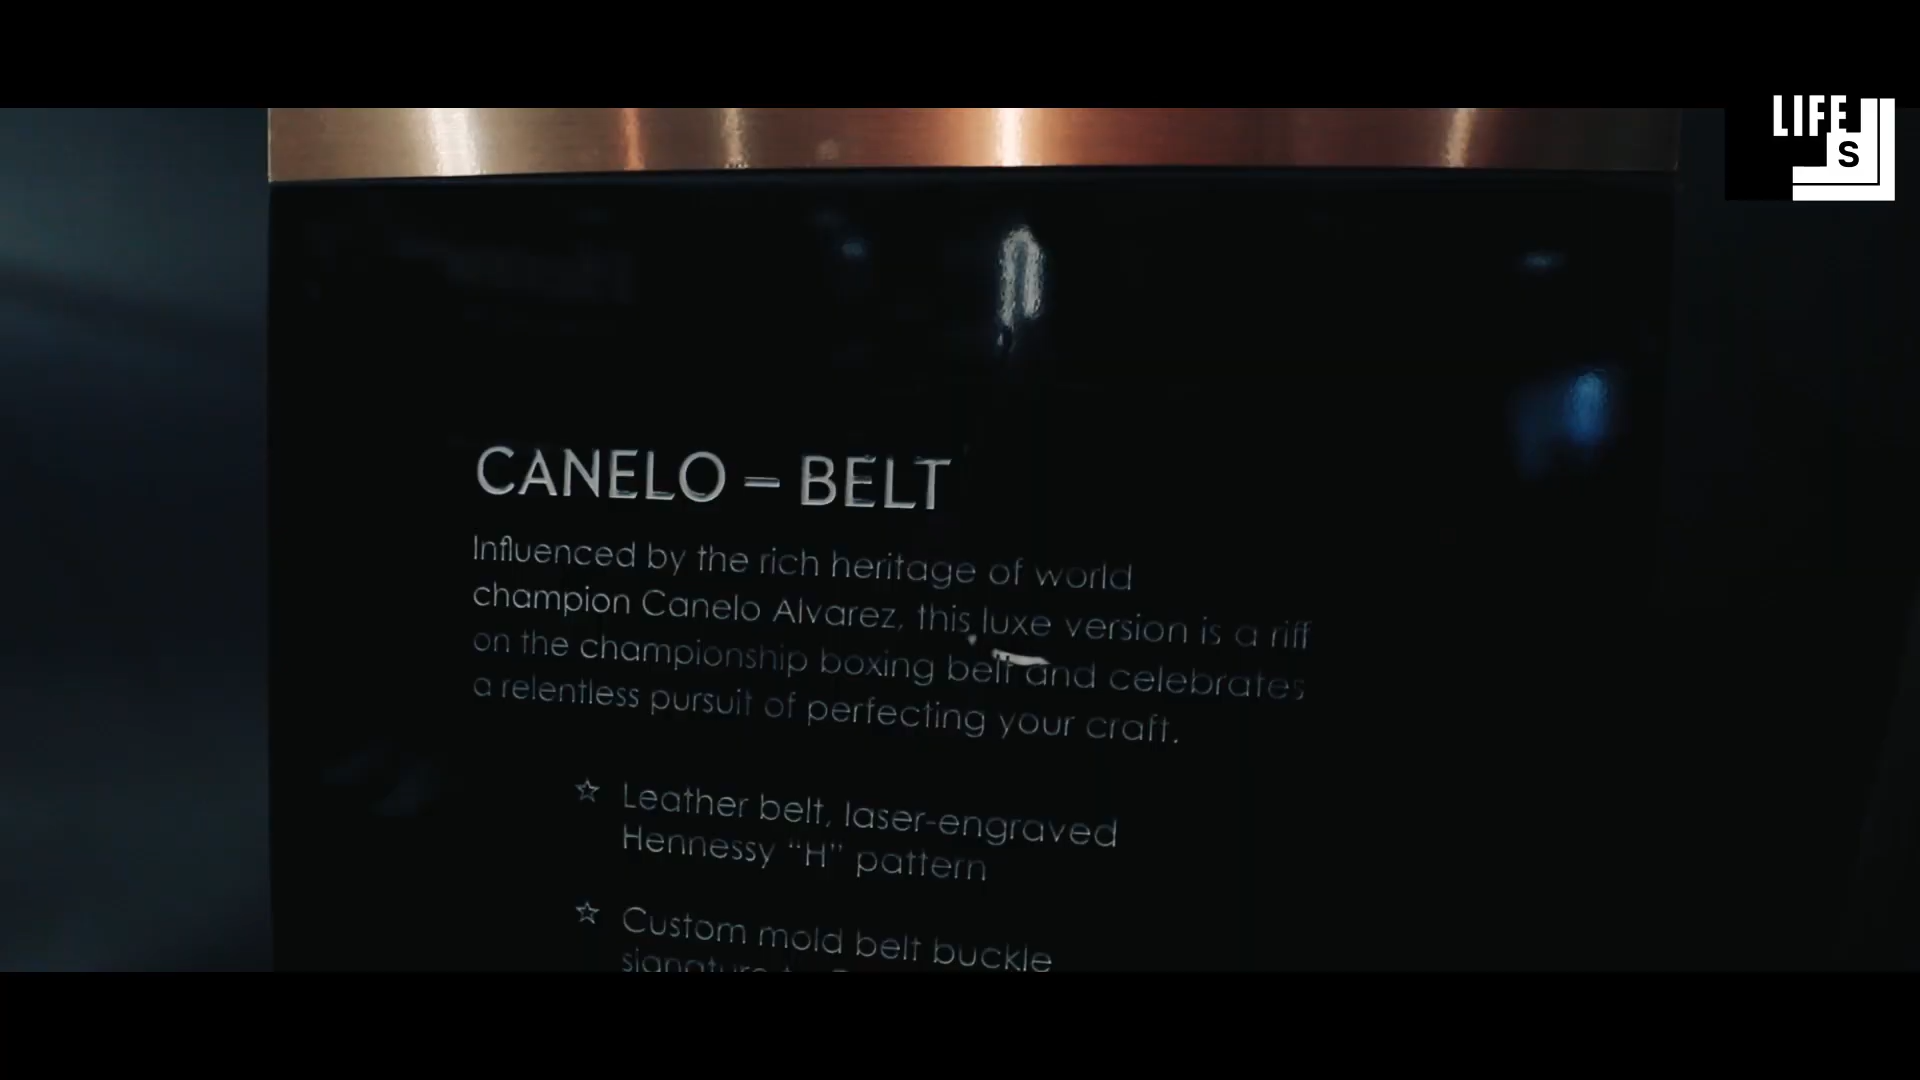 LIFE
S
CANELO – BELT
Influenced by the rich heritage of world
champion Canelo Alvarez, this luxe version is a riff
on the championship boxing belt and celebrates
a relentless pursuit of perfecting your craft.
☆ Leather belt, laser-engraved
Hennessy “H” pattern
☆ Custom mold belt buckle
signature